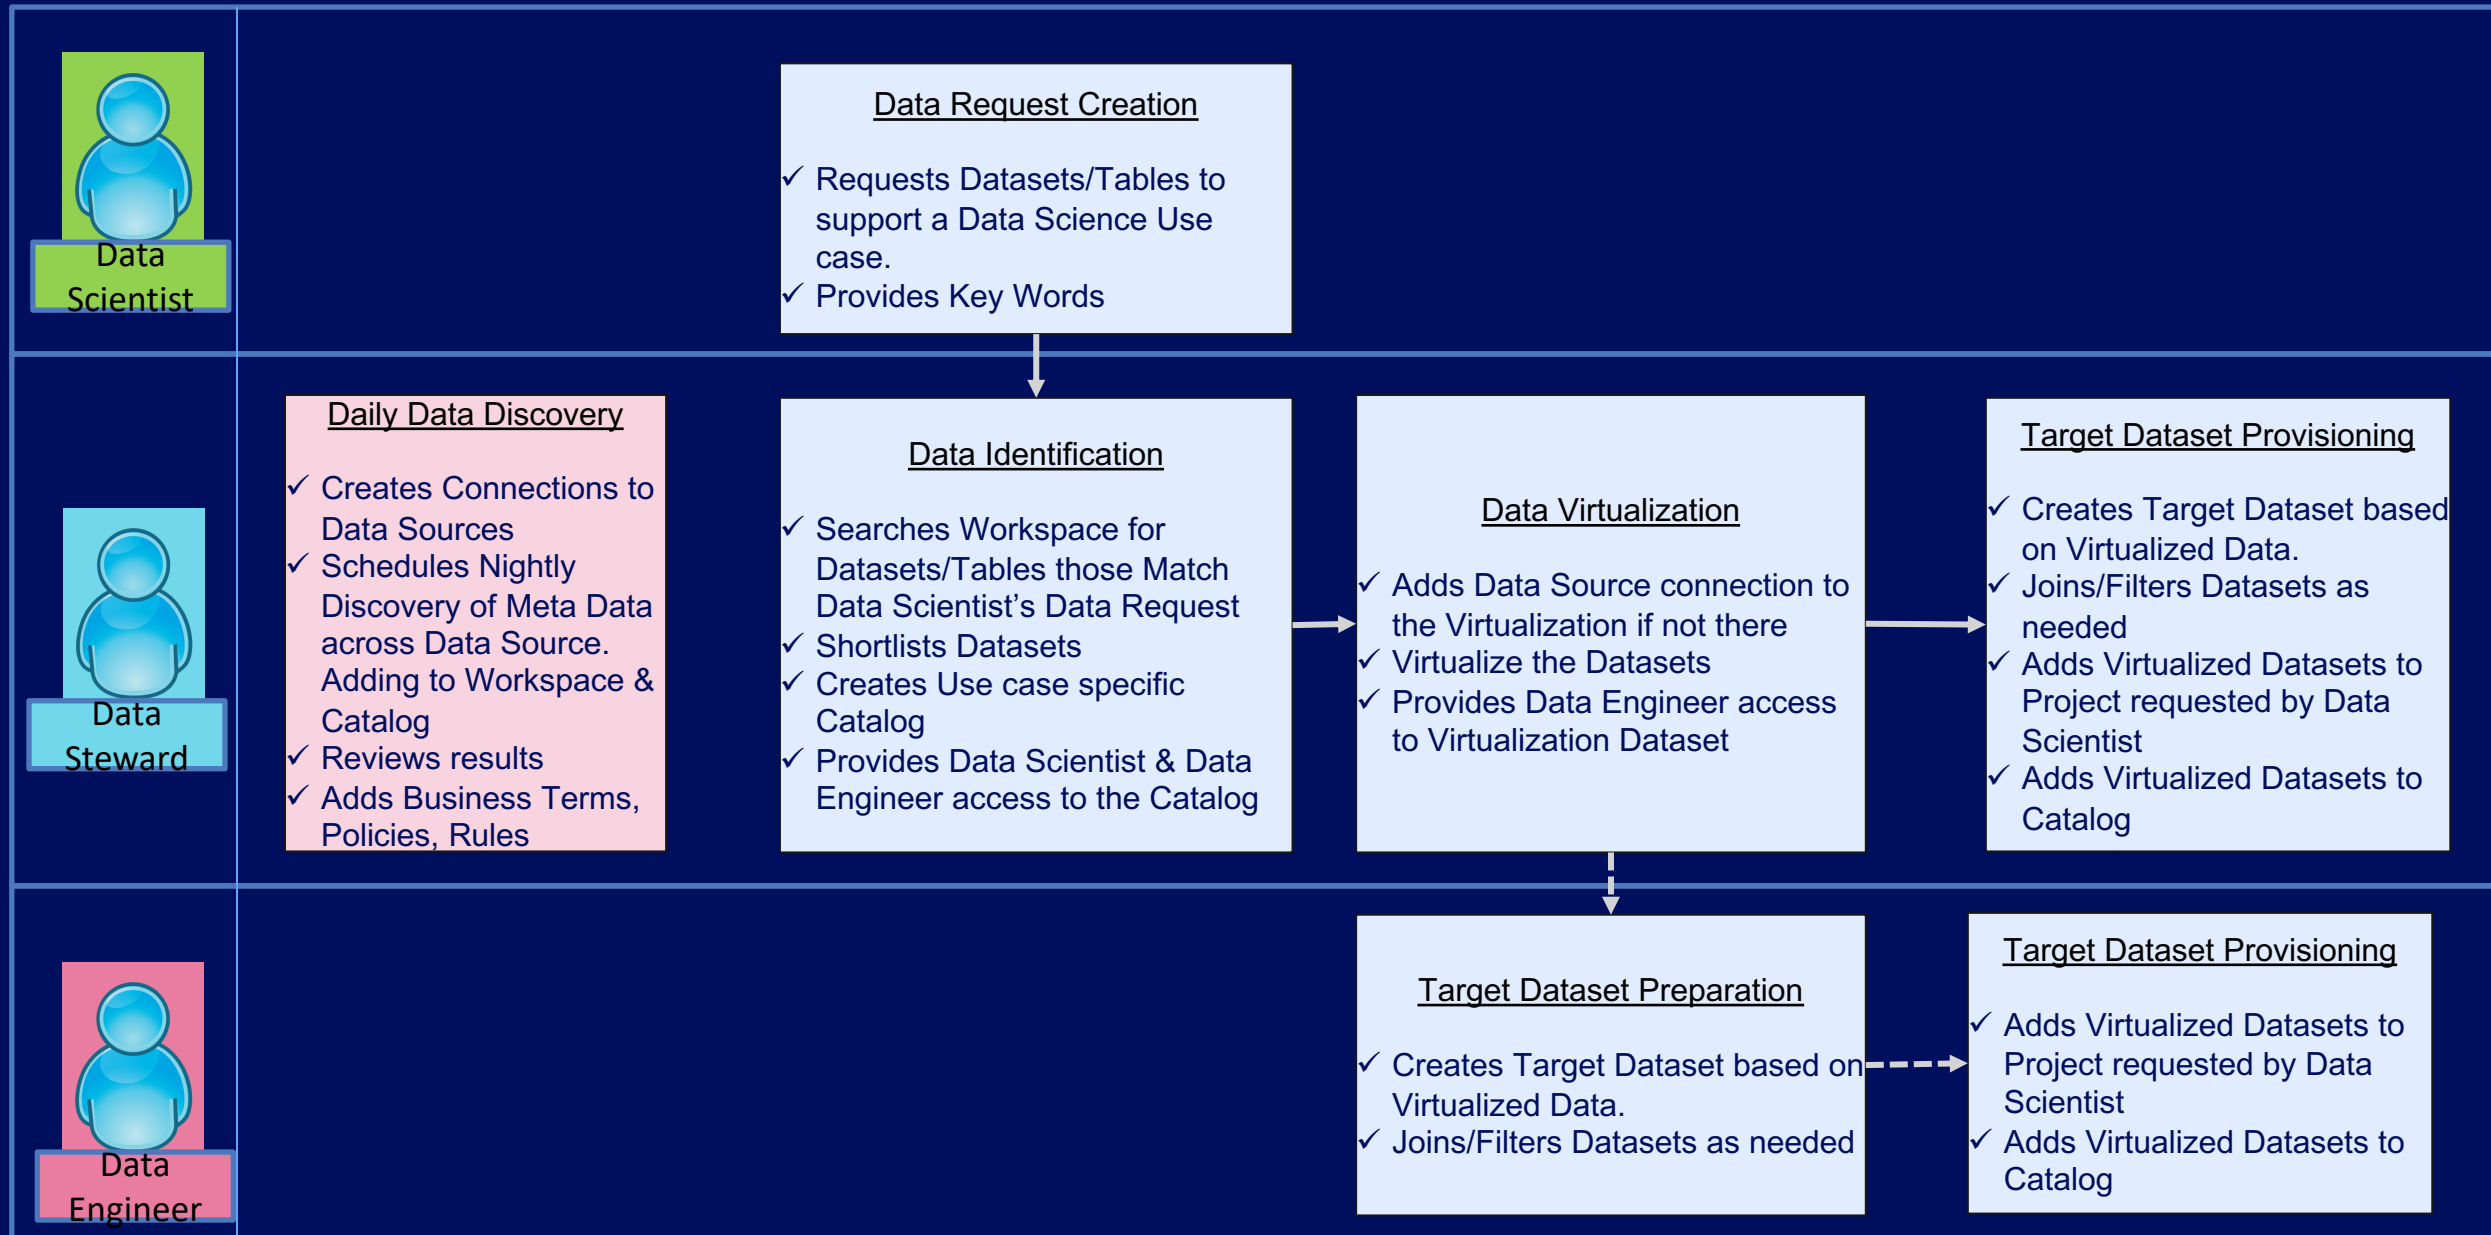 Data
Scientist
Data Request Creation
✓ Requests Datasets/Tables to
support a Data Science Use
case.
✓ Provides Key Words
Data
Steward
Daily Data Discovery
✓ Creates Connections to
Data Sources
✓ Schedules Nightly
Discovery of Meta Data
across Data Source.
Adding to Workspace &
Catalog
✓ Reviews results
✓ Adds Business Terms,
Policies, Rules
Data Identification
✓ Searches Workspace for
Datasets/Tables those Match
Data Scientist’s Data Request
✓ Shortlists Datasets
✓ Creates Use case specific
Catalog
✓ Provides Data Scientist & Data
Engineer access to the Catalog
Data Virtualization
✓ Adds Data Source connection to
the Virtualization if not there
✓ Virtualize the Datasets
✓ Provides Data Engineer access
to Virtualization Dataset
Target Dataset Provisioning
✓ Creates Target Dataset based
on Virtualized Data.
✓ Joins/Filters Datasets as
needed
✓ Adds Virtualized Datasets to
Project requested by Data
Scientist
✓ Adds Virtualized Datasets to
Catalog
Data
Engineer
Target Dataset Preparation
✓ Creates Target Dataset based on
Virtualized Data.
✓ Joins/Filters Datasets as needed
Target Dataset Provisioning
✓ Adds Virtualized Datasets to
Project requested by Data
Scientist
✓ Adds Virtualized Datasets to
Catalog